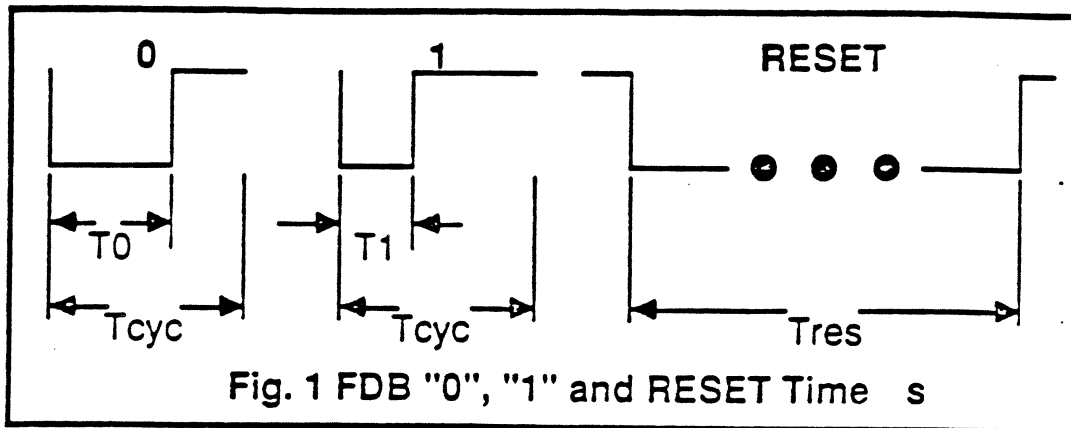 0 1 RESET
T0 T1
Tcyc Tcyc Tres
Fig. 1 FDB "0", "1" and RESET Time s